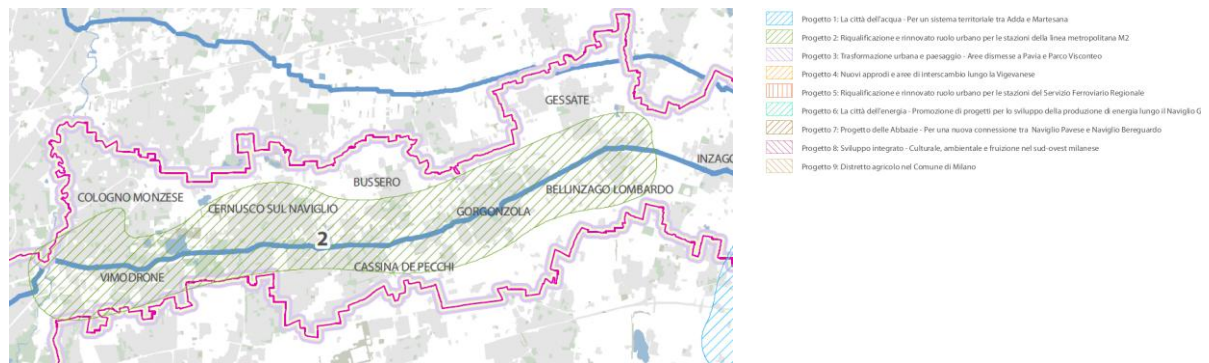 GESSATE
INZAGO
BUSSERO
COLOGNO MONZESE
BELLINZAGO LOMBARDO
CERNUSCO SUL NAVIGLIO
GORGONZOLA
2
CASSINA DE PECCHI
VIMODRONE
Progetto 1: La città dell'acqua - Per un sistema territoriale tra Adda e Martesana
Progetto 2: Riqualificazione e rinnovato ruolo urbano per le stazioni della linea metropolitana M2
Progetto 3: Trasformazione urbana e paesaggio - Aree dismesse a Pavia e Parco Visconteo
Progetto 4: Nuovi approdi e aree di interscambio lungo la Vigevanese
Progetto 5: Riqualificazione e rinnovato ruolo urbano per le stazioni del Servizio Ferroviario Regionale
Progetto 6: La città dell'energia - Promozione di progetti per lo sviluppo della produzione di energia lungo il Naviglio G
Progetto 7: Progetto delle Abbazie - Per una nuova connessione tra Naviglio Pavese e Naviglio Bereguardo
Progetto 8: Sviluppo integrato - Culturale, ambientale e fruizione nel sud-ovest milanese
Progetto 9: Distretto agricolo nel Comune di Milano